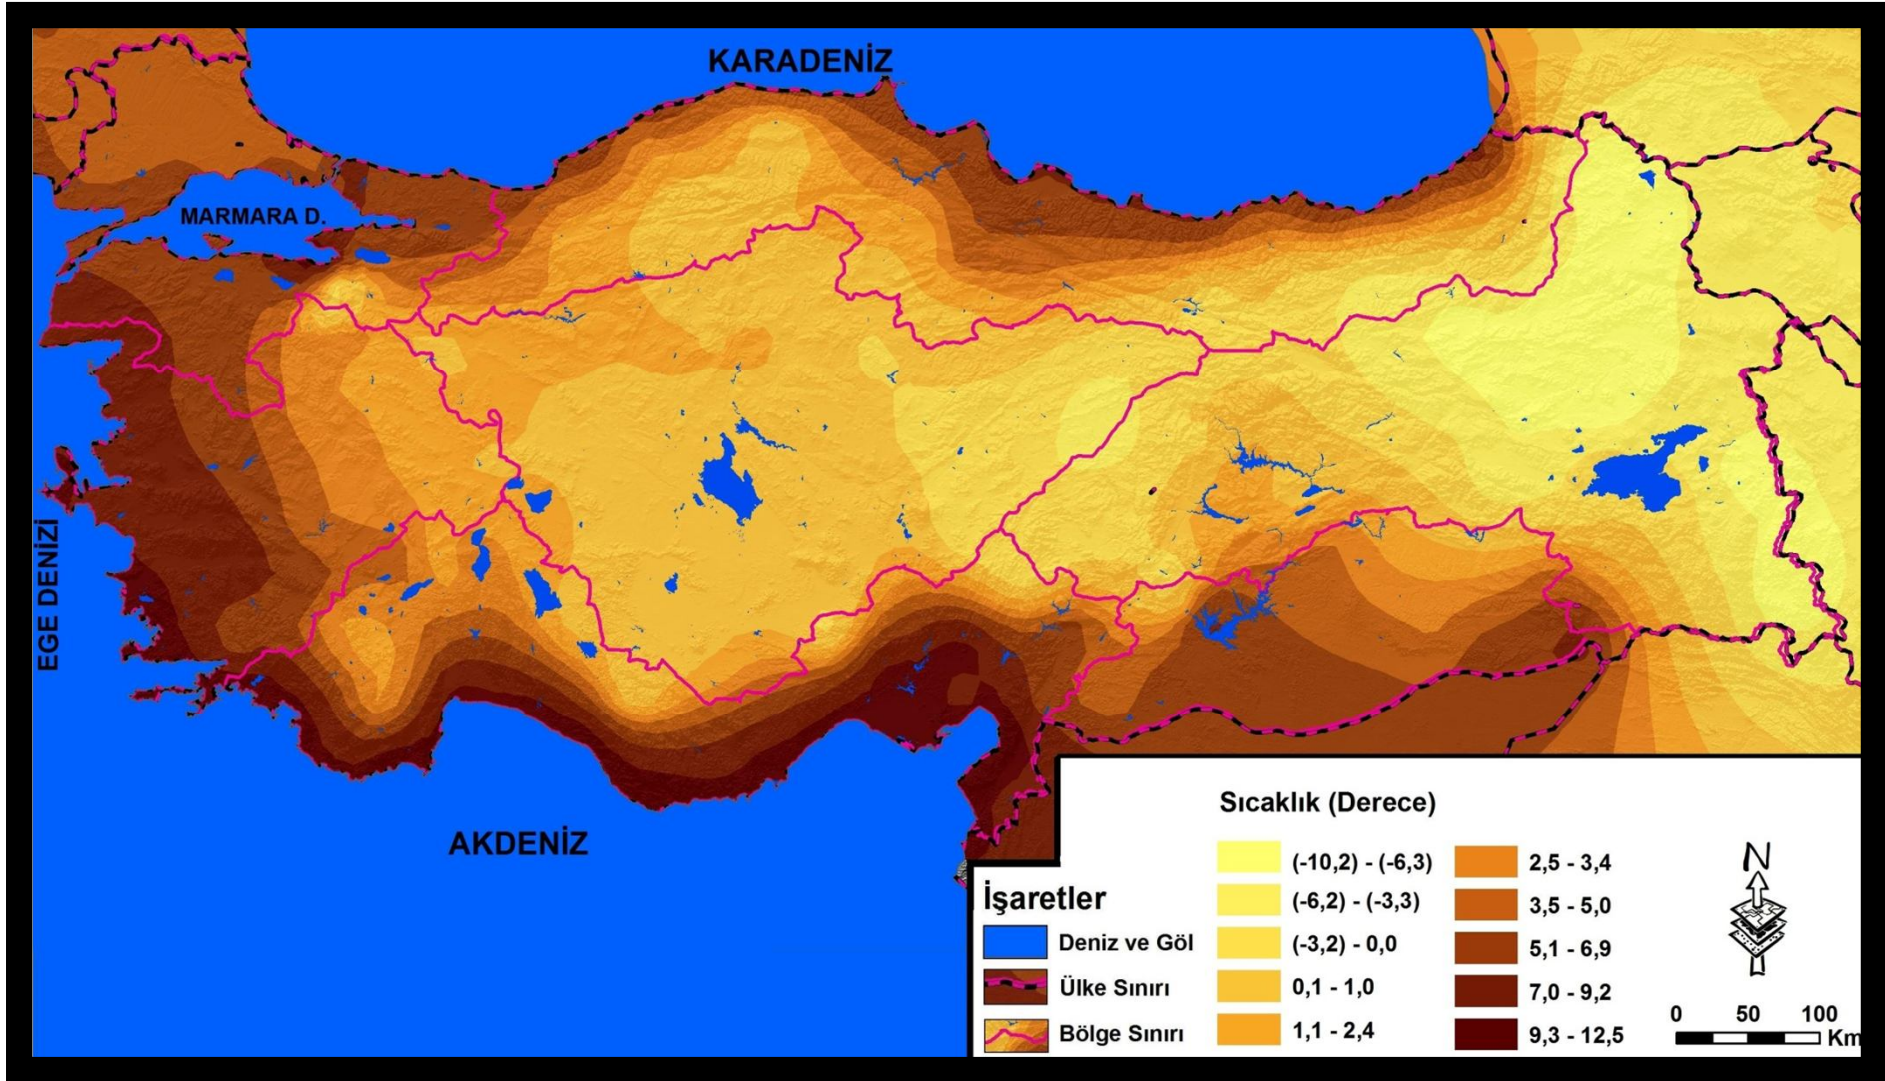 KARADENİZ
MARMARA D.
EGE DENİZİ
AKDENİZ
Sıcaklık (Derece)
(-10,2) - (-6,3)
(-6,2) - (-3,3)
(-3,2) - 0,0
0,1 - 1,0
1,1 - 2,4
2,5 - 3,4
3,5 - 5,0
5,1 - 6,9
7,0 - 9,2
9,3 - 12,5
İşaretler
Deniz ve Göl
Ülke Sınırı
Bölge Sınırı
N
0 50 100
Km